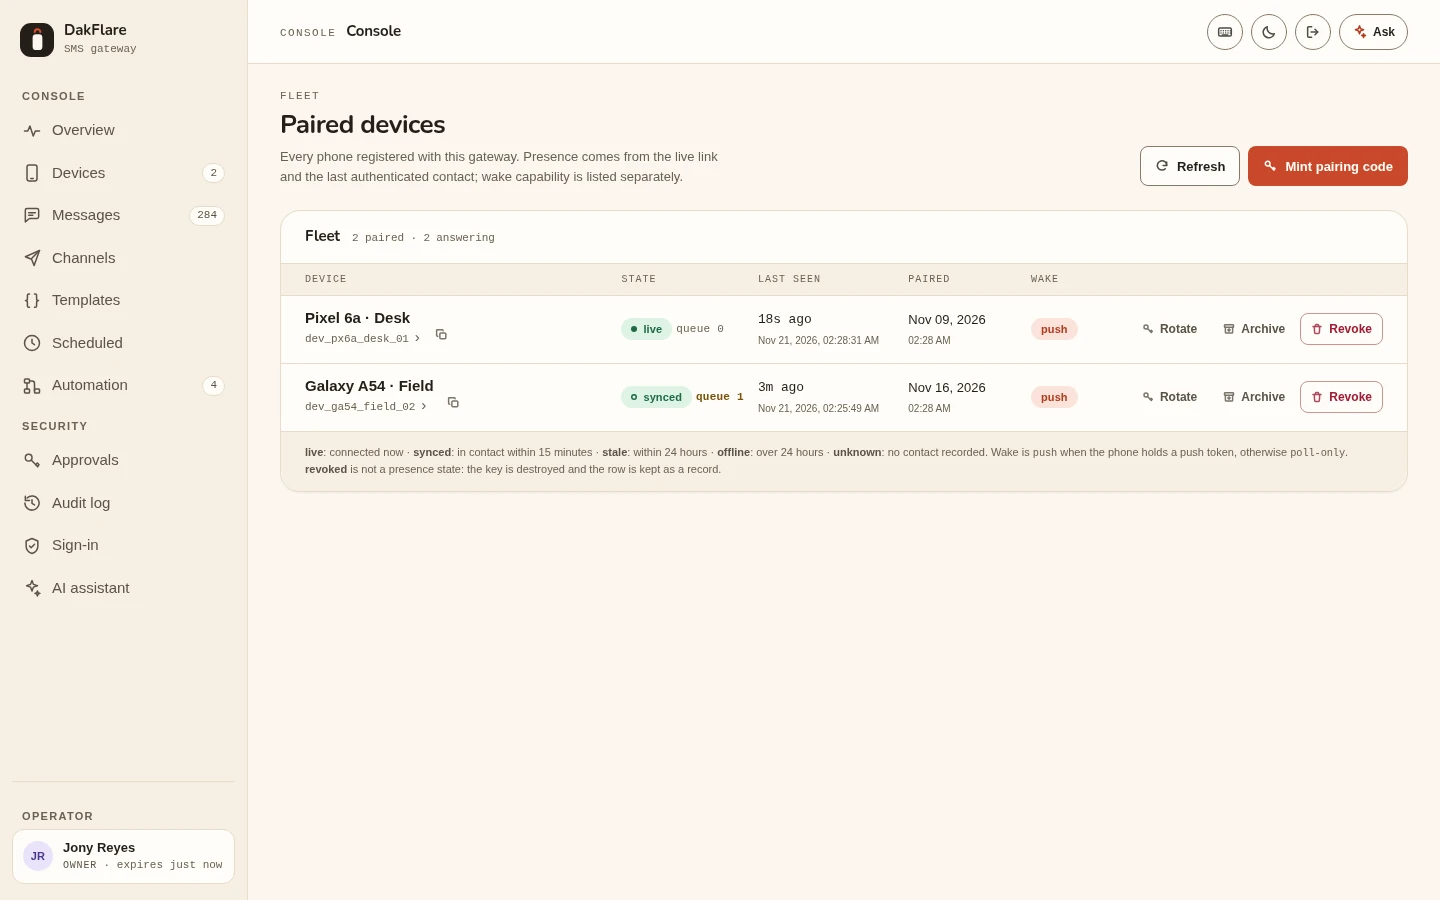 DakFlare
SMS gateway
CONSOLE
Overview
Devices 2
Messages 284
Channels
Templates
Scheduled
Automation 4
SECURITY
Approvals
Audit log
Sign-in
AI assistant
OPERATOR
JR
Jony Reyes
OWNER · expires just now
CONSOLE Console
Ask
FLEET
Paired devices
Every phone registered with this gateway. Presence comes from the live link
and the last authenticated contact; wake capability is listed separately.
Refresh
Mint pairing code
Fleet 2 paired · 2 answering
DEVICE STATE LAST SEEN PAIRED WAKE
Pixel 6a · Desk
dev_px6a_desk_01 ›
live queue 0
18s ago
Nov 21, 2026, 02:28:31 AM
Nov 09, 2026
02:28 AM
push
Rotate Archive Revoke
Galaxy A54 · Field
dev_ga54_field_02 ›
synced queue 1
3m ago
Nov 21, 2026, 02:25:49 AM
Nov 16, 2026
02:28 AM
push
Rotate Archive Revoke
live: connected now · synced: in contact within 15 minutes · stale: within 24 hours · offline: over 24 hours · unknown: no contact recorded. Wake is push when the phone holds a push token, otherwise poll-only.
revoked is not a presence state: the key is destroyed and the row is kept as a record.